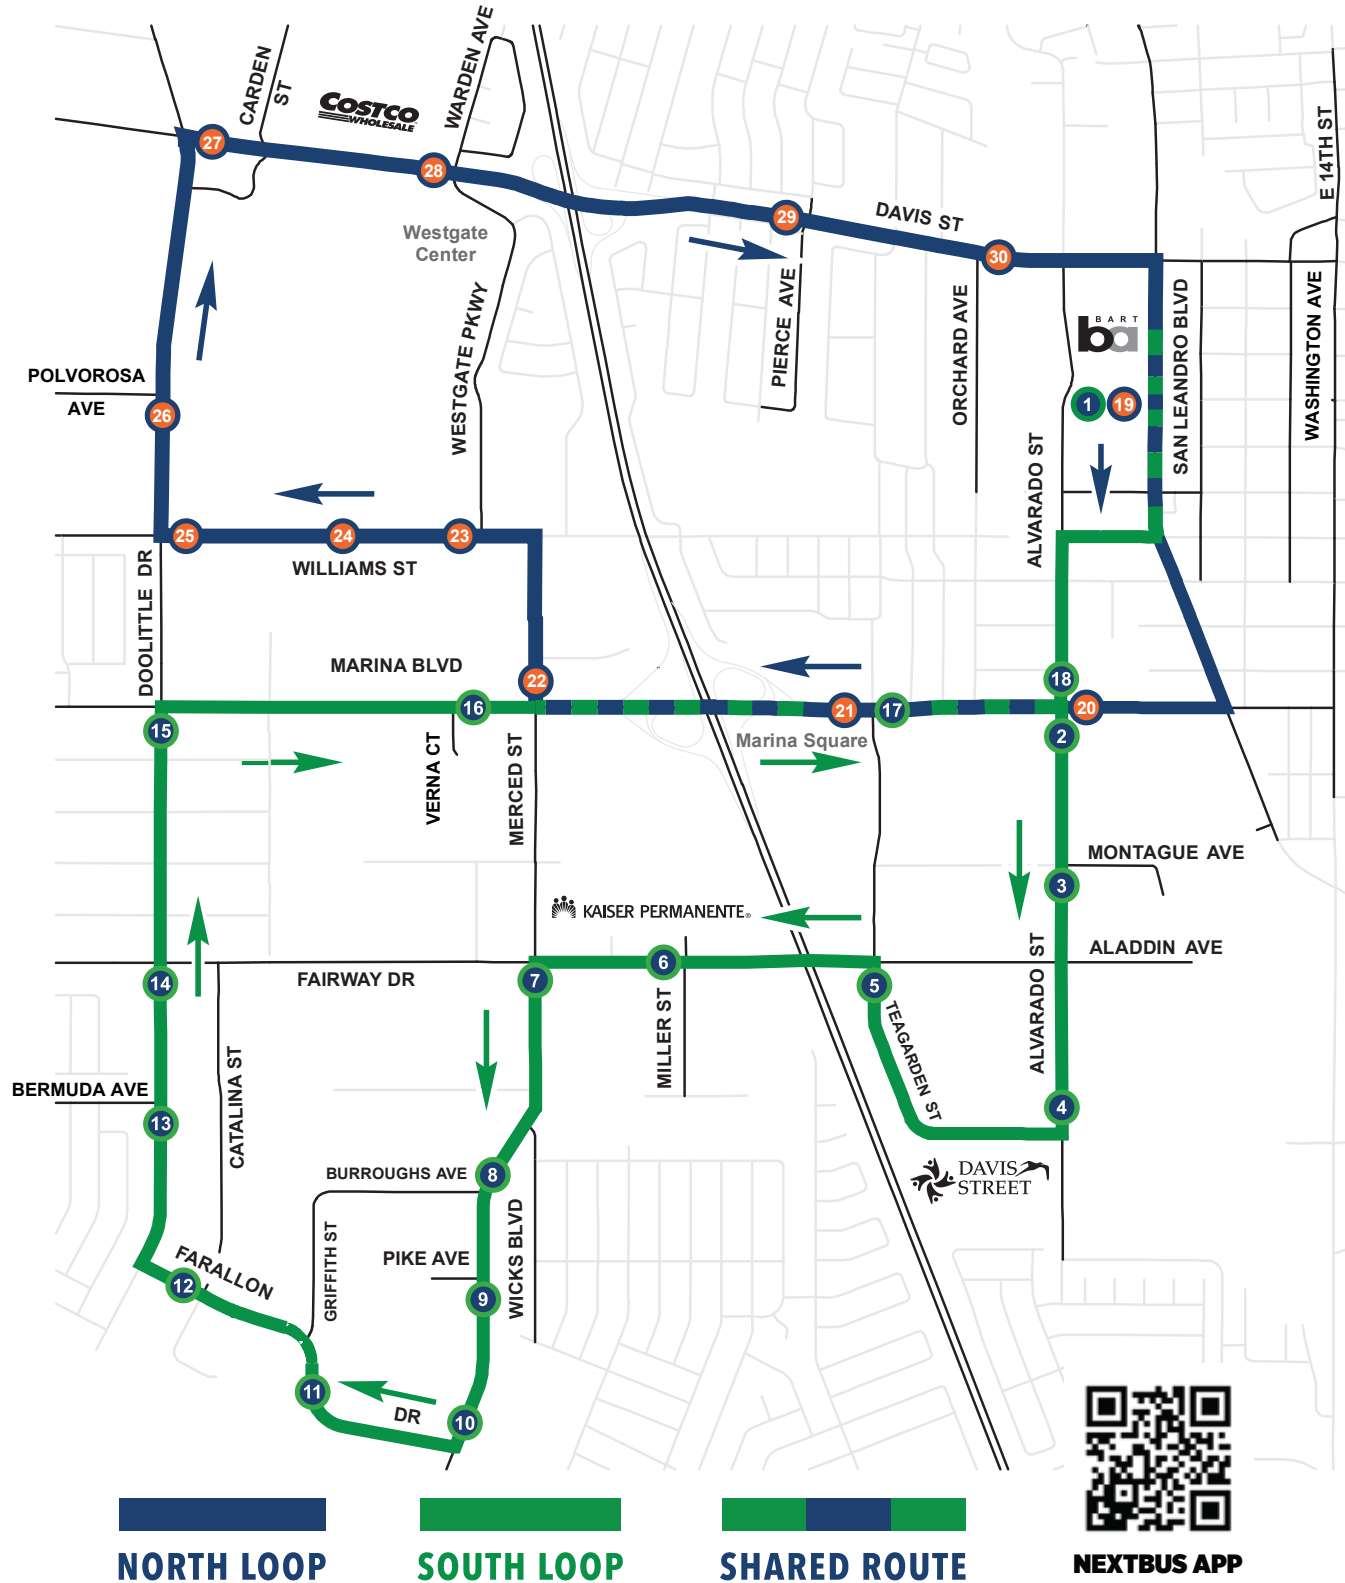 CARDEN
ST
WARDEN AVE
COSTCO
WHOLESALE
E 14TH ST
27
28
29
DAVIS ST
30
Westgate
Center
PIERCE AVE
ORCHARD AVE
WESTGATE PKWY
BART
ba
SAN LEANDRO BLVD
WASHINGTON AVE
POLVOROSA
AVE
26
1
19
ALVARADO ST
25
24
23
WILLIAMS ST
DOOLITTLE DR
MARINA BLVD
22
18
16
21
17
20
15
2
Marina Square
VERNA CT
MERCED ST
MONTAGUE AVE
3
KAISER PERMANENTE®
ALADDIN AVE
ALVARADO ST
FAIRWAY DR
14
7
6
5
MILLER ST
TEAGARDEN ST
BERMUDA AVE
13
CATALINA ST
4
BURROUGHS AVE
8
DAVIS
STREET
GRIFFITH ST
PIKE AVE
WICKS BLVD
FARALLON
12
9
11
DR
10
NORTH LOOP
SOUTH LOOP
SHARED ROUTE
NEXTBUS APP